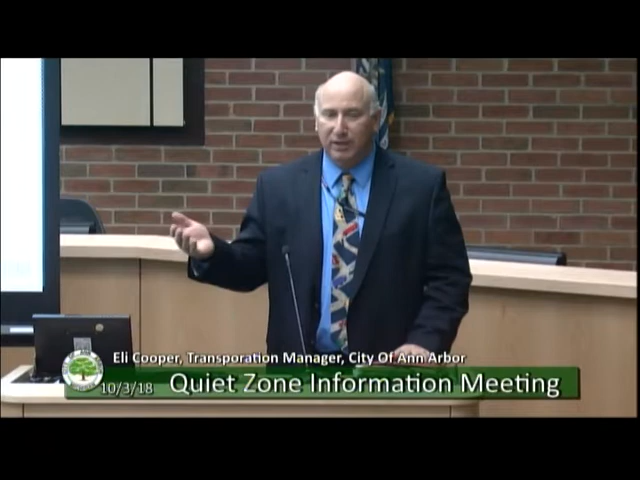 Eli Cooper, Transporation Manager, City Of Ann Arbor
10/3/18 Quiet Zone Information Meeting